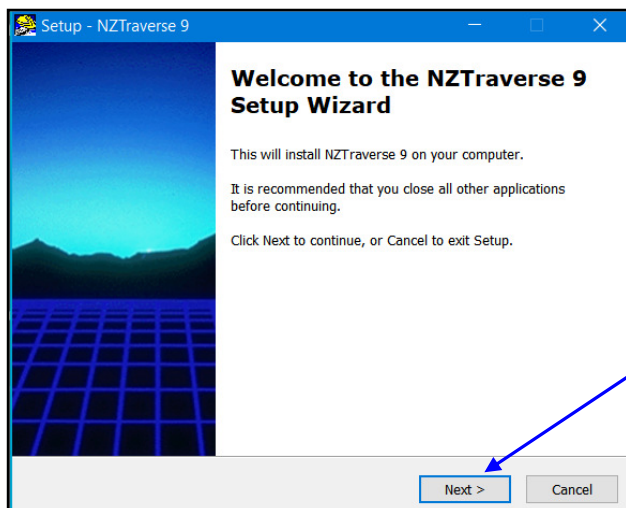 Setup - NZTraverse 9
Welcome to the NZTraverse 9
Setup Wizard
This will install NZTraverse 9 on your computer.
It is recommended that you close all other applications
before continuing.
Click Next to continue, or Cancel to exit Setup.
Next >
Cancel